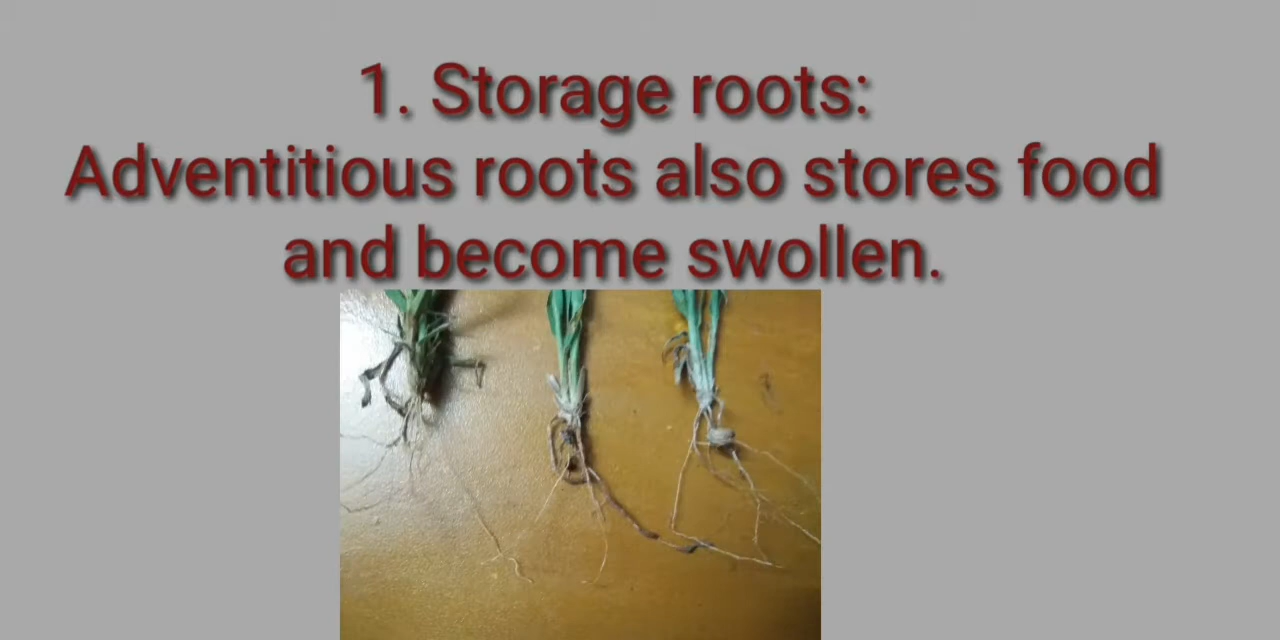 1. Storage roots:
Adventitious roots also stores food
and become swollen.